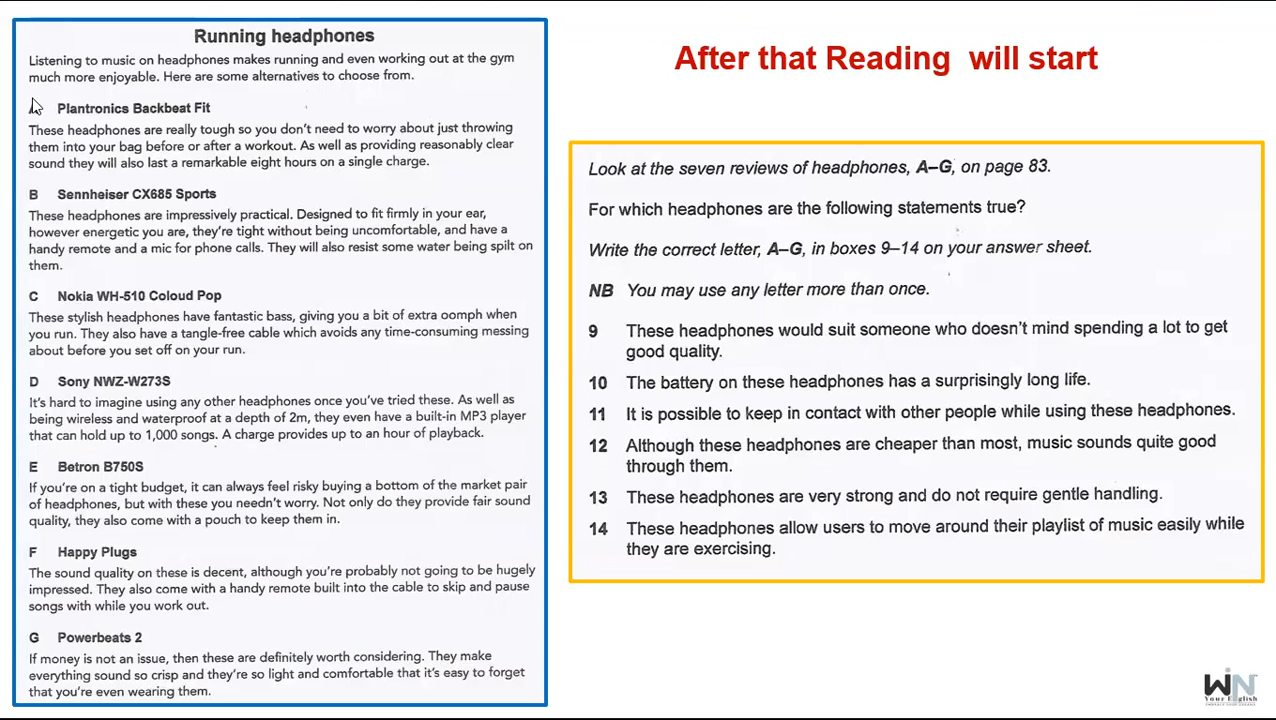 Running headphones
Listening to music on headphones makes running and even working out at the gym
much more enjoyable. Here are some alternatives to choose from.
Plantronics Backbeat Fit
These headphones are really tough so you don't need to worry about just throwing
them into your bag before or after a workout. As well as providing reasonably clear
sound they will also last a remarkable eight hours on a single charge.
B Sennheiser CX685 Sports
These headphones are impressively practical. Designed to fit firmly in your ear,
however energetic you are, they're tight without being uncomfortable, and have a
handy remote and a mic for phone calls. They will also resist some water being spilt on
them.
C Nokia WH-510 Coloud Pop
These stylish headphones have fantastic bass, giving you a bit of extra oomph when
you run. They also have a tangle-free cable which avoids any time-consuming messing
about before you set off on your run.
D Sony NWZ-W273S
It's hard to imagine using any other headphones once you've tried these. As well as
being wireless and waterproof at a depth of 2m, they even have a built-in MP3 player
that can hold up to 1,000 songs. A charge provides up to an hour of playback.
E Betron B750S
If you're on a tight budget, it can always feel risky buying a bottom of the market pair
of headphones, but with these you needn't worry. Not only do they provide fair sound
quality, they also come with a pouch to keep them in.
F Happy Plugs
The sound quality on these is decent, although you're probably not going to be hugely
impressed. They also come with a handy remote built into the cable to skip and pause
songs with while you work out.
G Powerbeats 2
If money is not an issue, then these are definitely worth considering. They make
everything sound so crisp and they're so light and comfortable that it's easy to forget
that you're even wearing them.
After that Reading will start
Look at the seven reviews of headphones, A–G, on page 83.
For which headphones are the following statements true?
Write the correct letter, A–G, in boxes 9–14 on your answer sheet.
NB You may use any letter more than once.
9 These headphones would suit someone who doesn't mind spending a lot to get
good quality.
10 The battery on these headphones has a surprisingly long life.
11 It is possible to keep in contact with other people while using these headphones.
12 Although these headphones are cheaper than most, music sounds quite good
through them.
13 These headphones are very strong and do not require gentle handling.
14 These headphones allow users to move around their playlist of music easily while
they are exercising.
WIN
Your English